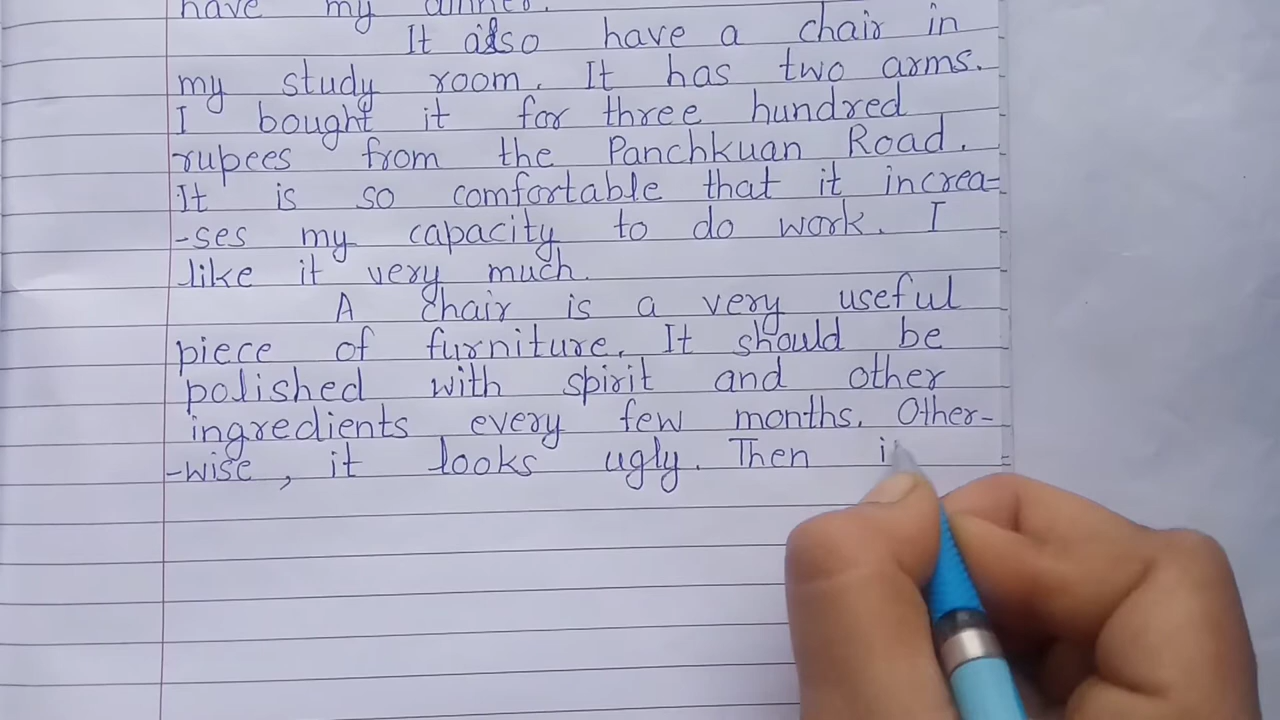 have my dinner.
It also have a chair in
my study room. It has two arms.
I bought it for three hundred
rupees from the Panchkuan Road.
It is so comfortable that it increa=
-ses my capacity to do work. I
like it very much.
A chair is a very useful
piece of furniture. It should be
polished with spirit and other
ingredients every few months. Other-
-wise, it looks ugly. Then i